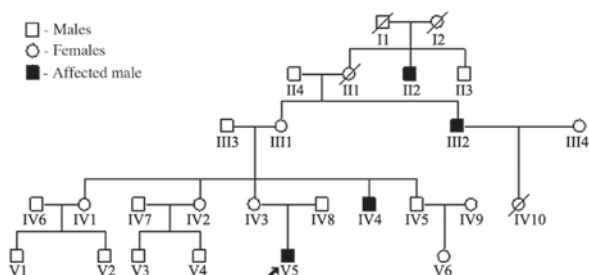 - Males
- Females
- Affected male
I1 I2
II4 II1 II2 II3
III3 III1 III2 III4
IV6 IV1 IV7 IV2 IV3 IV8 IV4 IV5 IV9 IV10
V1 V2 V3 V4 V5 V6